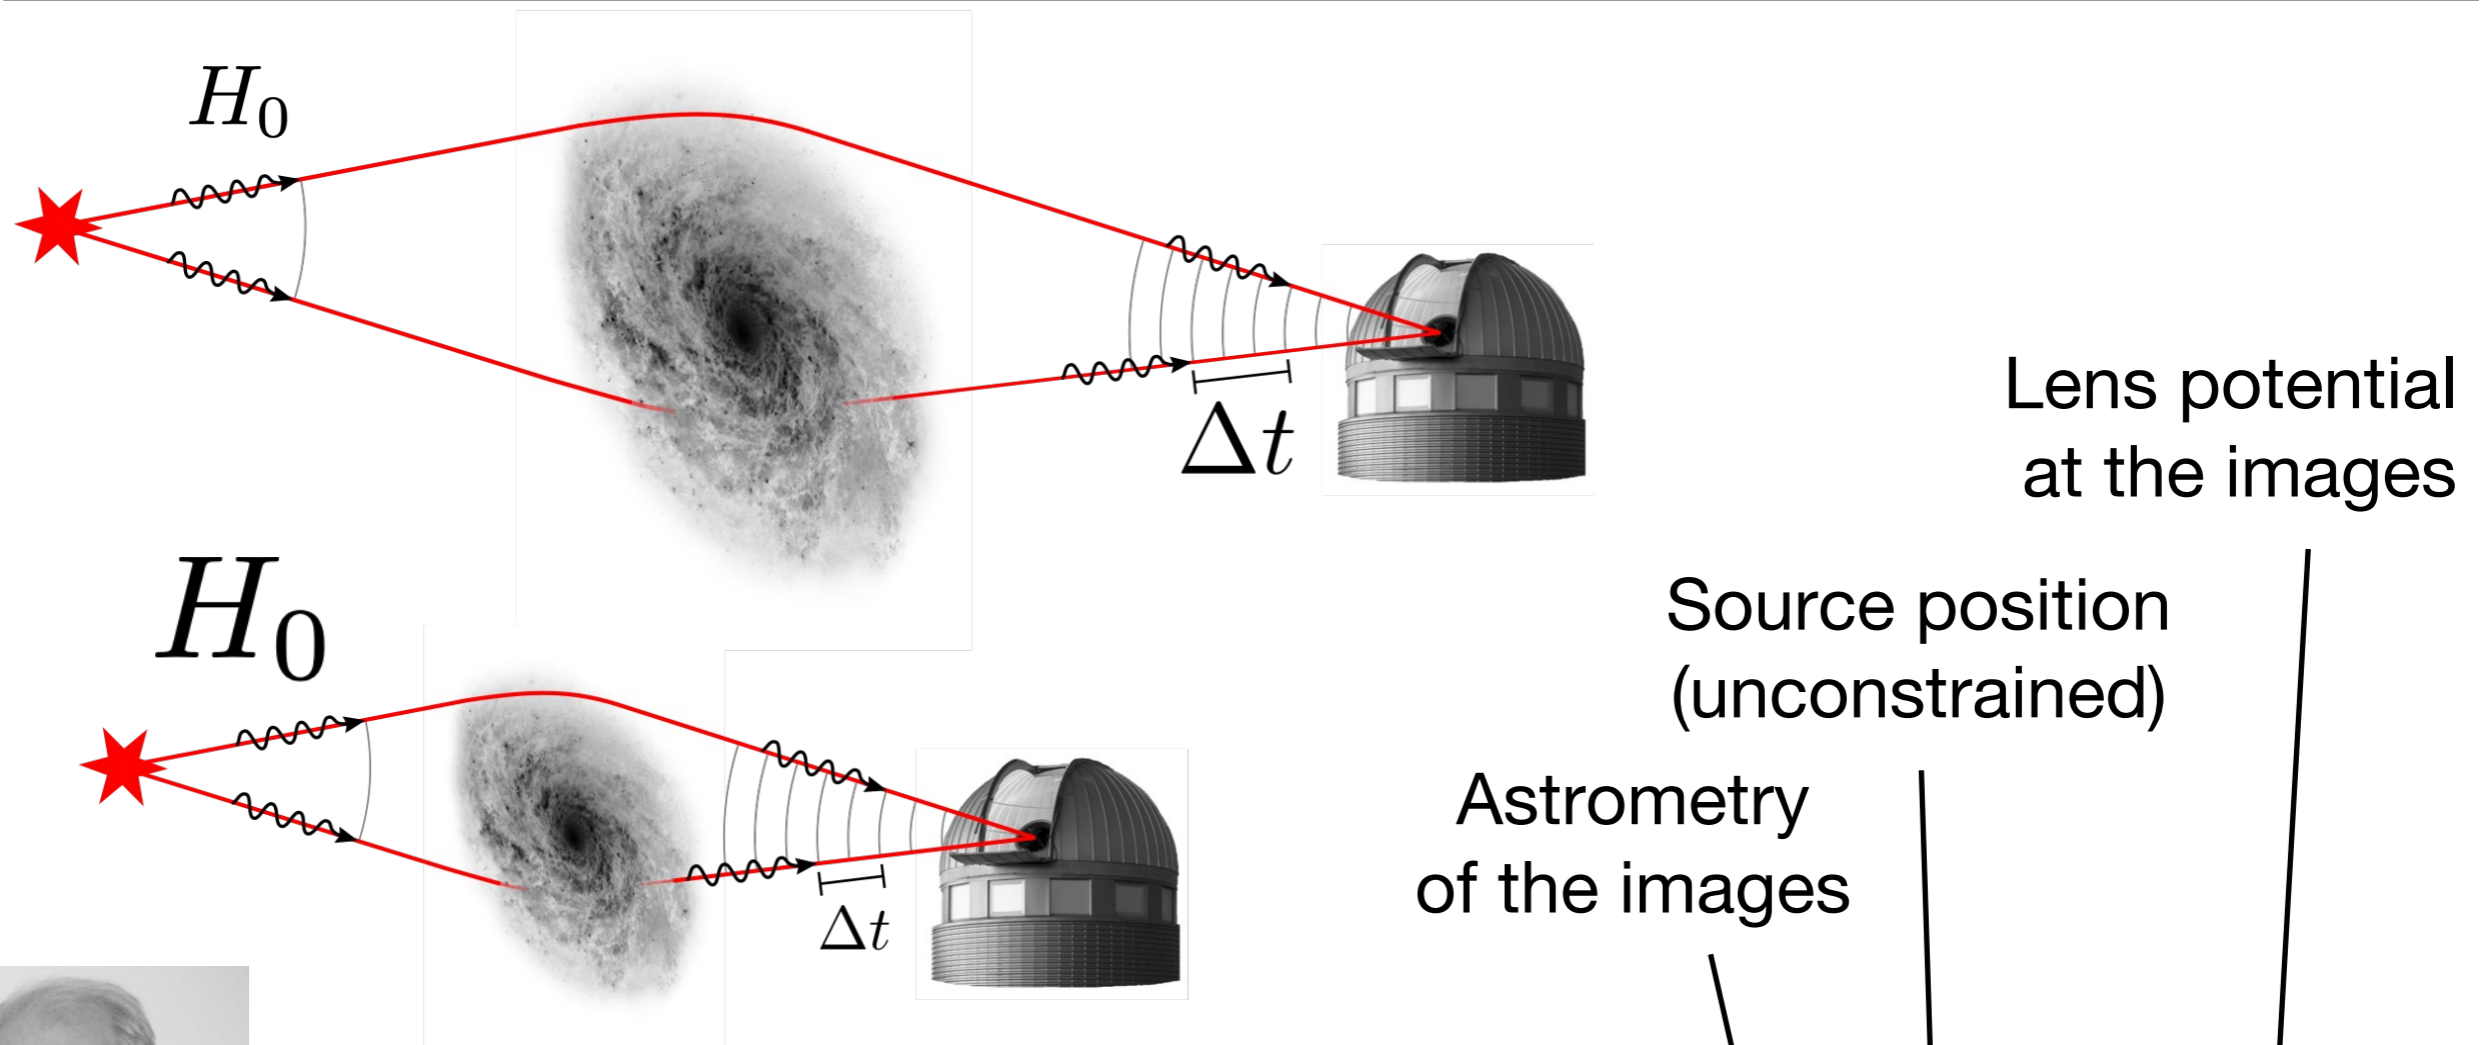 H₀
Δt
Lens potential
at the images
H₀
Source position
(unconstrained)
Astrometry
of the images
Δt